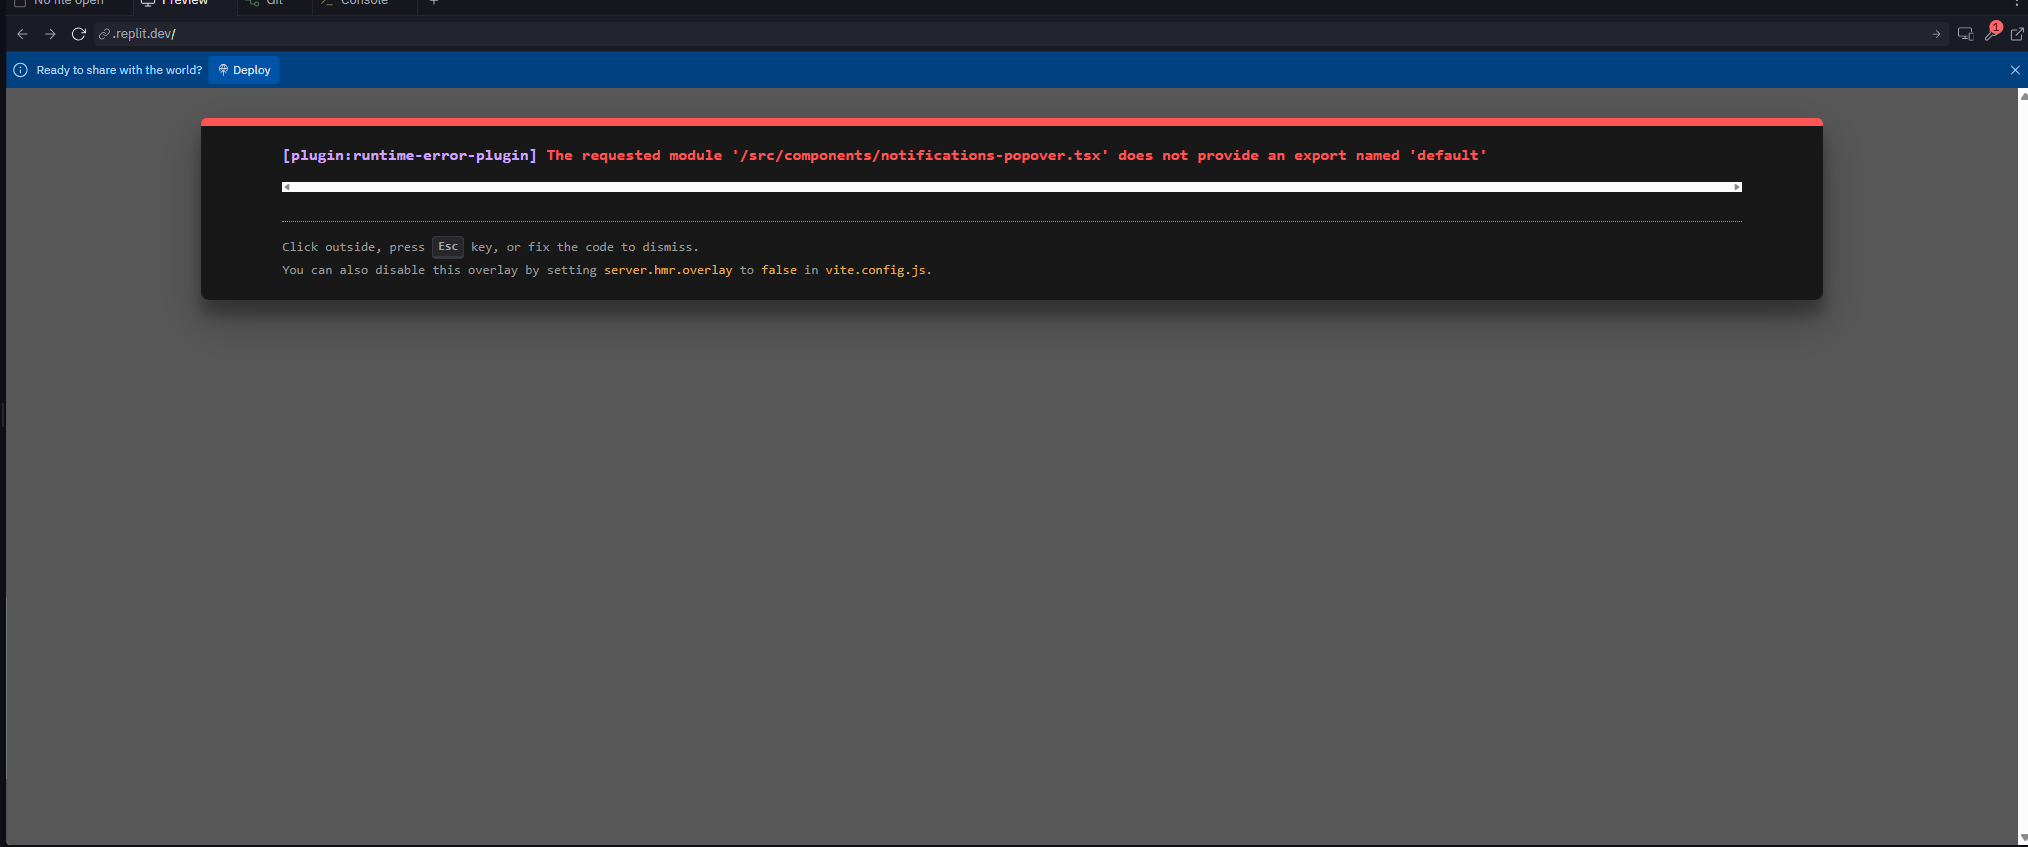 No file open Preview Git Console
.replit.dev/
1
Ready to share with the world? Deploy
[plugin:runtime-error-plugin] The requested module '/src/components/notifications-popover.tsx' does not provide an export named 'default'
Click outside, press Esc key, or fix the code to dismiss.
You can also disable this overlay by setting server.hmr.overlay to false in vite.config.js.